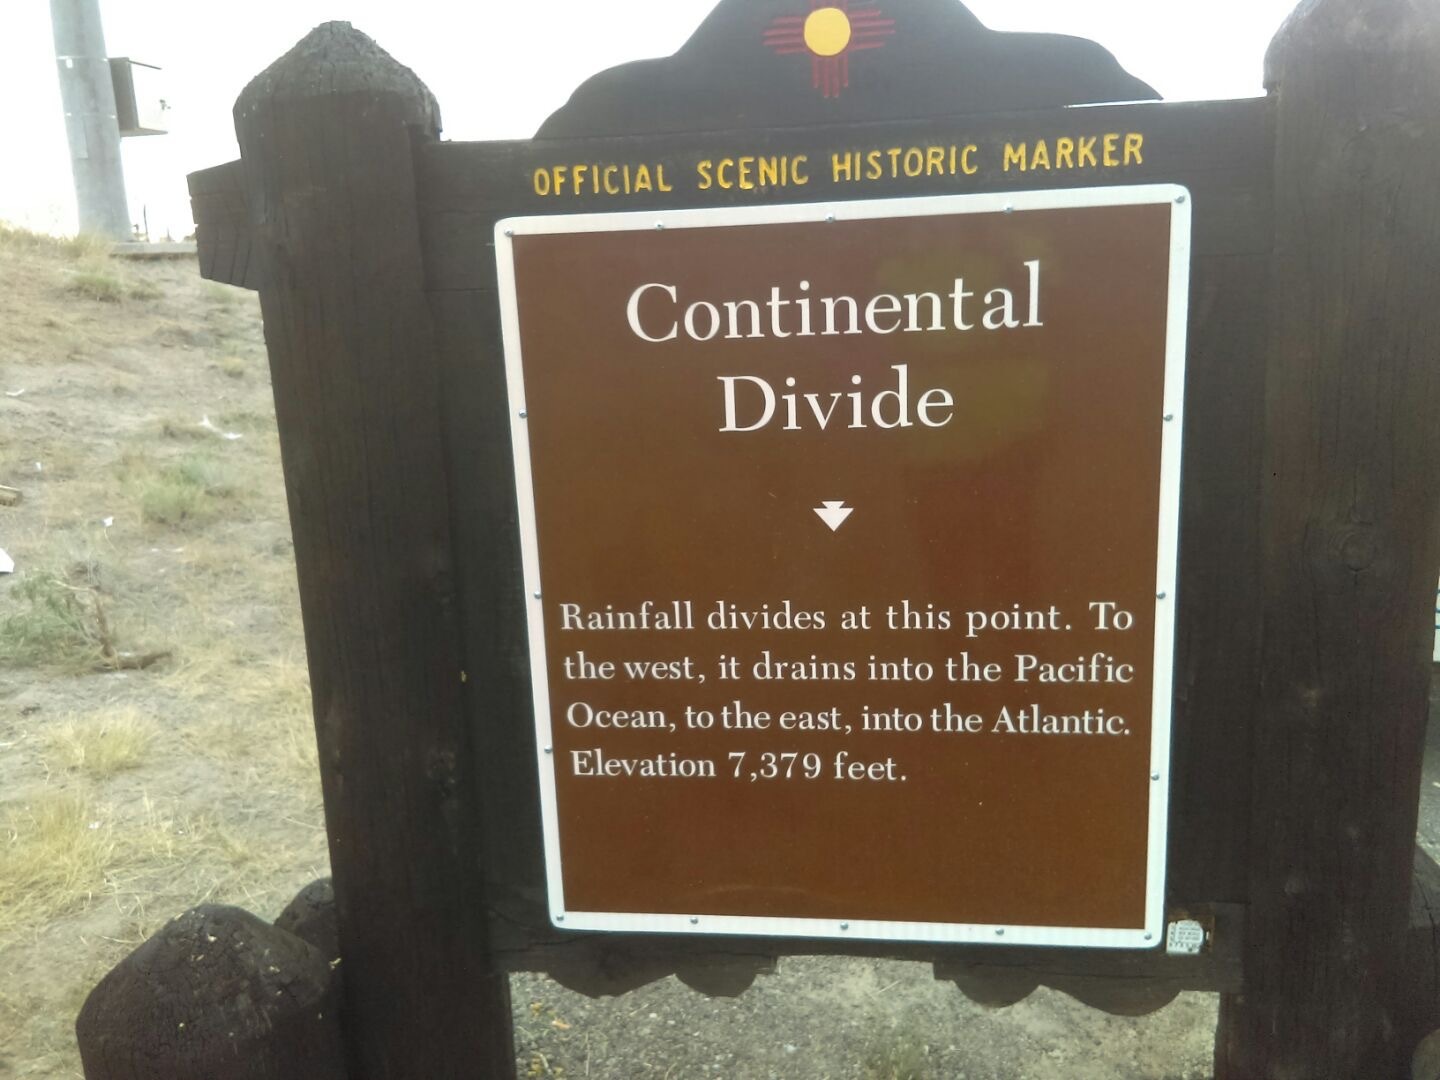 OFFICIAL SCENIC HISTORIC MARKER
Continental
Divide
Rainfall divides at this point. To
the west, it drains into the Pacific
Ocean, to the east, into the Atlantic.
Elevation 7,379 feet.